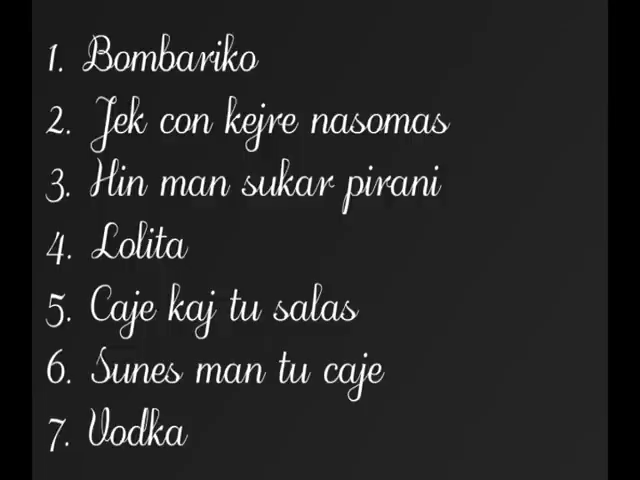 1. Bombariko
2. Jek con kejre nasomas
3. Hin man sukar pirani
4. Lolita
5. Caje kaj tu salas
6. Sunes man tu caje
7. Vodka